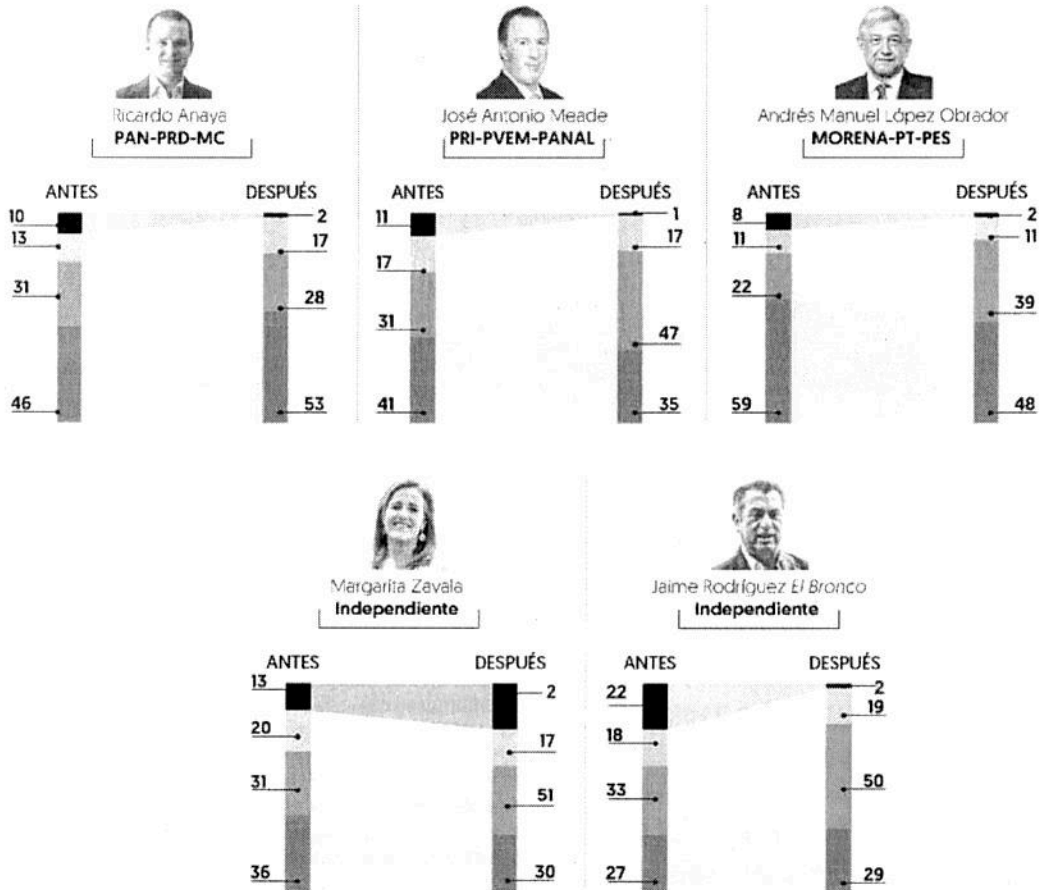 Ricardo Anaya
PAN-PRD-MC
ANTES DESPUÉS
10 2
13 17
31 28
46 53
José Antonio Meade
PRI-PVEM-PANAL
ANTES DESPUÉS
11 1
17 17
31 47
41 35
Andrés Manuel López Obrador
MORENA-PT-PES
ANTES DESPUÉS
8 2
11 11
22 39
59 48
Margarita Zavala
Independiente
ANTES DESPUÉS
13 2
20 17
31 51
36 30
Jaime Rodríguez El Bronco
Independiente
ANTES DESPUÉS
22 2
18 19
33 50
27 29